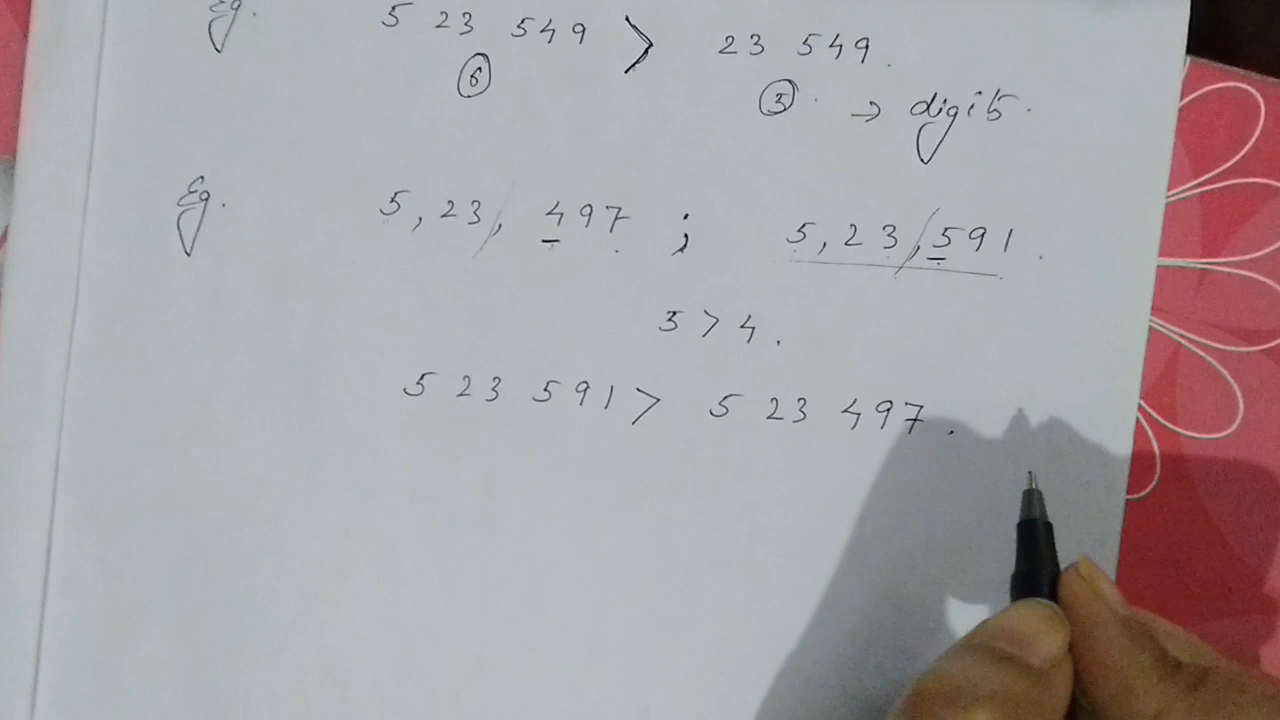 Eg. 5 23 549 > 23 549.
6 5 → digits.
Eg. 5,23,497 ; 5,23,591.
5 > 4.
5 23 591 > 5 23 497.